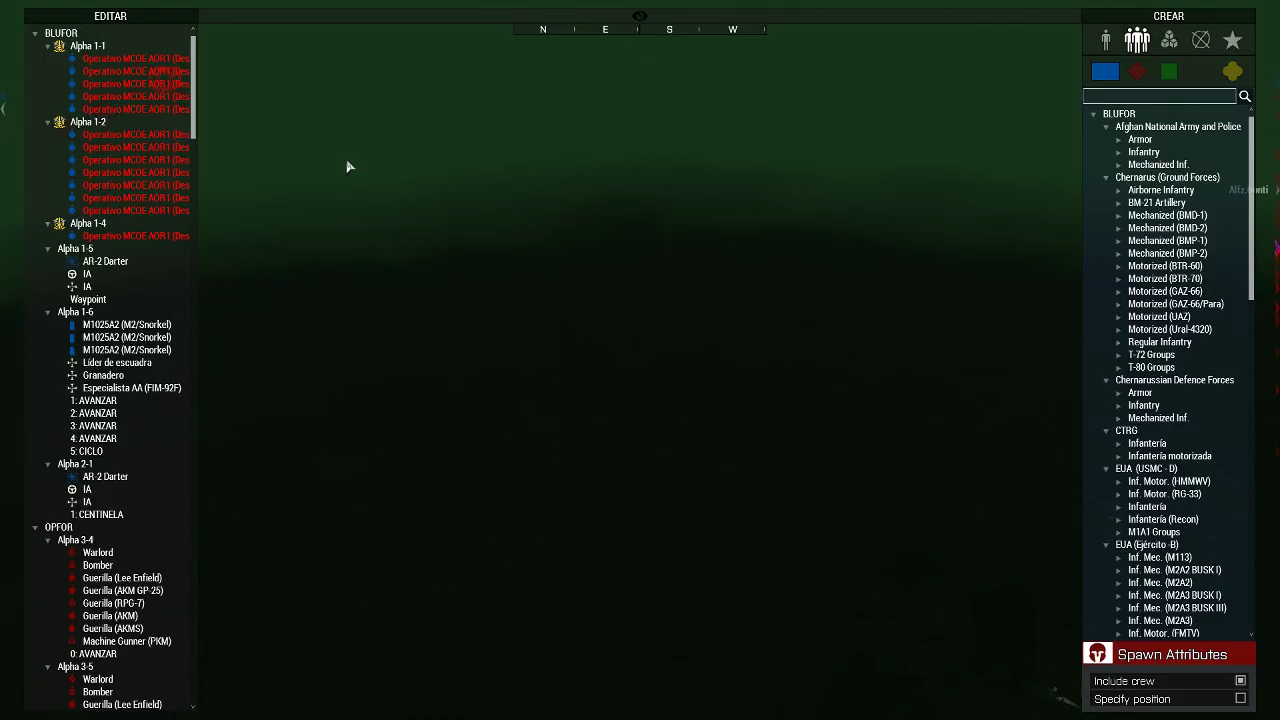 EDITAR
BLUFOR
Alpha 1-1
Operativo MCOE AOR1 (Des
Operativo MCOE AOR1 (Des
Operativo MCOE AOR1 (Des
Operativo MCOE AOR1 (Des
Operativo MCOE AOR1 (Des
Alpha 1-2
Operativo MCOE AOR1 (Des
Operativo MCOE AOR1 (Des
Operativo MCOE AOR1 (Des
Operativo MCOE AOR1 (Des
Operativo MCOE AOR1 (Des
Operativo MCOE AOR1 (Des
Operativo MCOE AOR1 (Des
Alpha 1-4
Operativo MCOE AOR1 (Des
Alpha 1-5
AR-2 Darter
IA
IA
Waypoint
Alpha 1-6
M1025A2 (M2/Snorkel)
M1025A2 (M2/Snorkel)
M1025A2 (M2/Snorkel)
Líder de escuadra
Granadero
Especialista AA (FIM-92F)
1: AVANZAR
2: AVANZAR
3: AVANZAR
4: AVANZAR
5: CICLO
Alpha 2-1
AR-2 Darter
IA
IA
1: CENTINELA
OPFOR
Alpha 3-4
Warlord
Bomber
Guerilla (Lee Enfield)
Guerilla (AKM GP-25)
Guerilla (RPG-7)
Guerilla (AKM)
Guerilla (AKMS)
Machine Gunner (PKM)
0: AVANZAR
Alpha 3-5
Warlord
Bomber
Guerilla (Lee Enfield)
N E S W
CREAR
BLUFOR
Afghan National Army and Police
Armor
Infantry
Mechanized Inf.
Chernarus (Ground Forces)
Airborne Infantry
Alfz.Conti
BM-21 Artillery
Mechanized (BMD-1)
Mechanized (BMD-2)
Mechanized (BMP-1)
Mechanized (BMP-2)
Motorized (BTR-60)
Motorized (BTR-70)
Motorized (GAZ-66)
Motorized (GAZ-66/Para)
Motorized (UAZ)
Motorized (Ural-4320)
Regular Infantry
T-72 Groups
T-80 Groups
Chernarussian Defence Forces
Armor
Infantry
Mechanized Inf.
CTRG
Infantería
Infantería motorizada
EUA (USMC - D)
Inf. Motor. (HMMWV)
Inf. Motor. (RG-33)
Infantería
Infantería (Recon)
M1A1 Groups
EUA (Ejército -B)
Inf. Mec. (M113)
Inf. Mec. (M2A2 BUSK I)
Inf. Mec. (M2A2)
Inf. Mec. (M2A3 BUSK I)
Inf. Mec. (M2A3 BUSK III)
Inf. Mec. (M2A3)
Inf. Motor. (FMTV)
Spawn Attributes
Include crew
Specify position